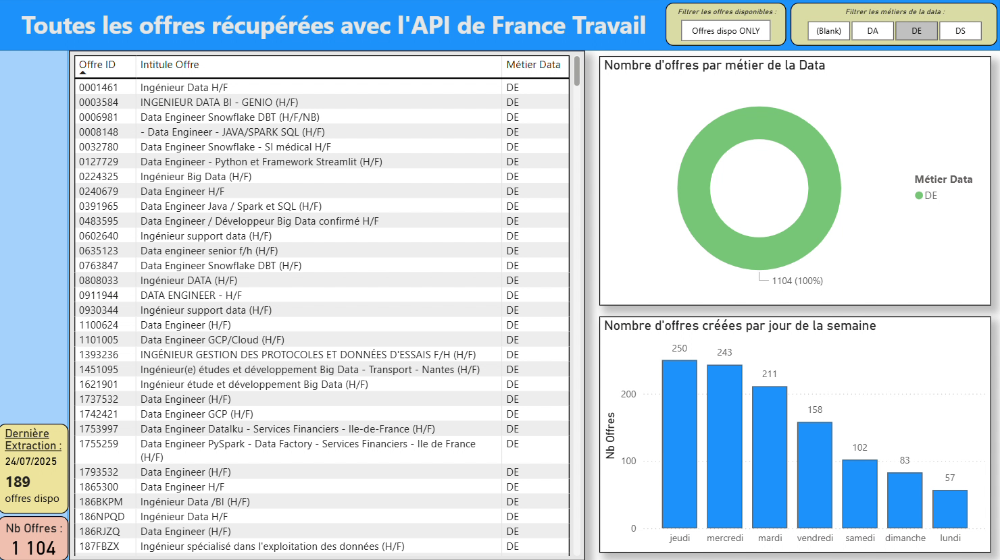 Toutes les offres récupérées avec l'API de France Travail
Filtrer les offres disponibles :
Offres dispo ONLY
Filtrer les métiers de la data :
(Blank) DA DE DS
Offre ID Intitule Offre Métier Data
0001461 Ingénieur Data H/F DE
0003584 INGENIEUR DATA BI - GENIO (H/F) DE
0006981 Data Engineer Snowflake DBT (H/F/NB) DE
0008148 - Data Engineer - JAVA/SPARK SQL (H/F) DE
0032780 Data Engineer Snowflake - SI médical H/F DE
0127729 Data Engineer - Python et Framework Streamlit (H/F) DE
0224325 Ingénieur Big Data (H/F) DE
0240679 Data Engineer H/F DE
0391965 Data Engineer Java / Spark et SQL (H/F) DE
0483595 Data Engineer / Développeur Big Data confirmé H/F DE
0602640 Ingénieur support data (H/F) DE
0635123 Data engineer senior f/h (H/F) DE
0763847 Data Engineer Snowflake DBT (H/F) DE
0808033 Ingénieur DATA (H/F) DE
0911944 DATA ENGINEER - H/F DE
0930344 Ingénieur support data (H/F) DE
1100624 Data Engineer (H/F) DE
1101005 Data Engineer GCP/Cloud (H/F) DE
1393236 INGÉNIEUR GESTION DES PROTOCOLES ET DONNÉES D'ESSAIS F/H (H/F) DE
1451095 Ingénieur(e) études et développement Big Data - Transport - Nantes (H/F) DE
1621901 Ingénieur étude et développement Big Data (H/F) DE
1737532 Data Engineer (H/F) DE
1742421 Data Engineer GCP (H/F) DE
1753997 Data Engineer Dataiku - Services Financiers - Ile-de-France (H/F) DE
1755259 Data Engineer PySpark - Data Factory - Services Financiers - Ile de France DE
(H/F)
1793532 Data Engineer (H/F) DE
1865300 Data Engineer H/F DE
186BKPM Ingénieur Data /BI (H/F) DE
186NPQD Ingénieur Data H/F DE
186RJZQ Data Engineer (H/F) DE
187FBZX Ingénieur spécialisé dans l'exploitation des données (H/F) DE
Dernière
Extraction :
24/07/2025
189
offres dispo
Nb Offres :
1 104
Nombre d'offres par métier de la Data
Métier Data
DE
1104 (100%)
Nombre d'offres créées par jour de la semaine
Nb Offres
200
100
0
250 243 211 158 102 83 57
jeudi mercredi mardi vendredi samedi dimanche lundi